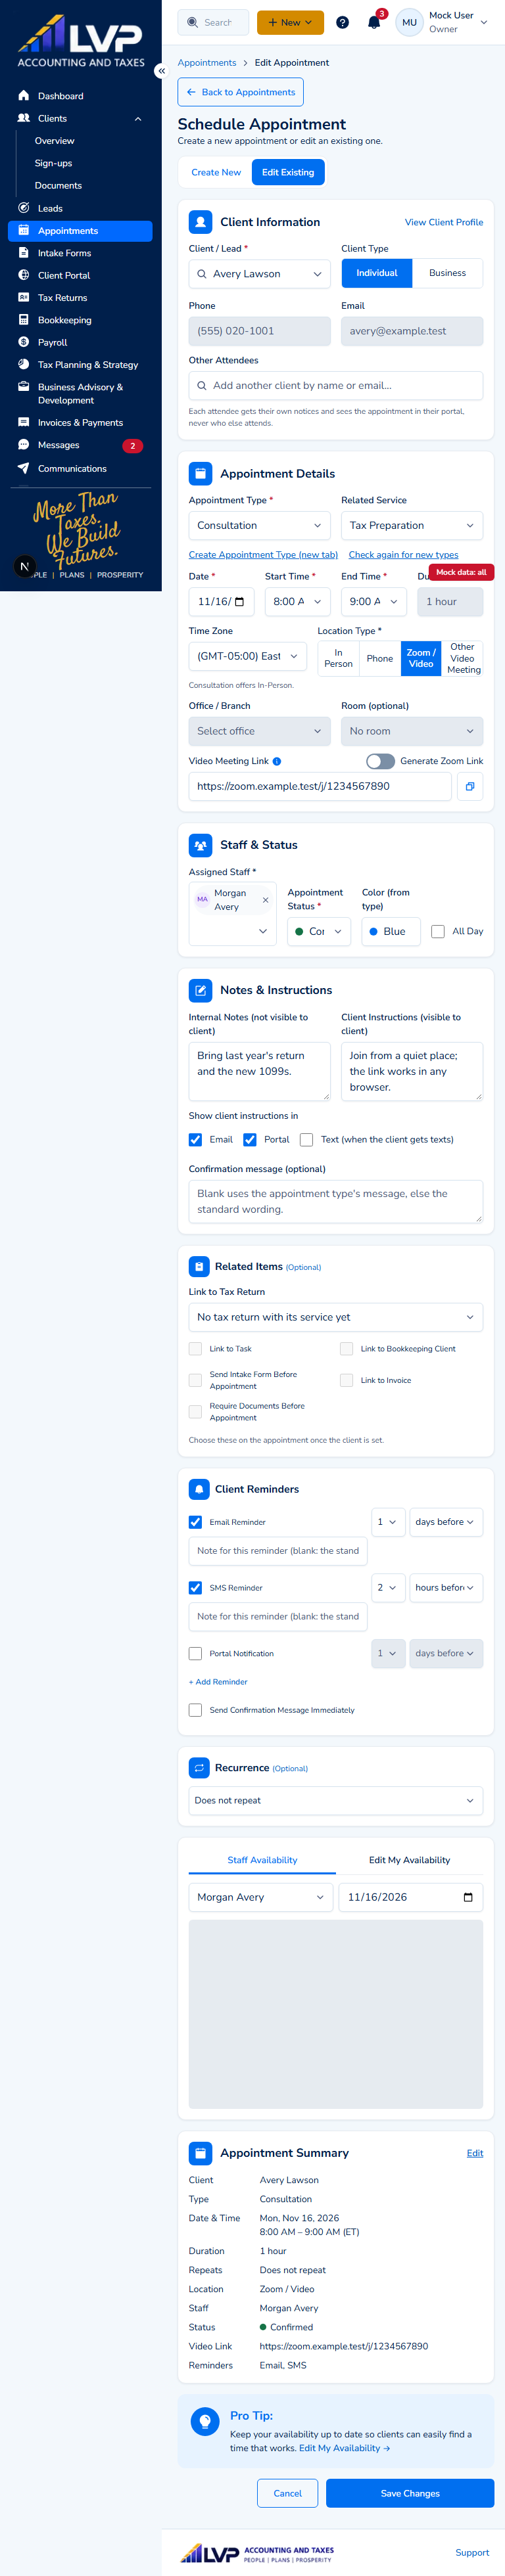 LVP
ACCOUNTING AND TAXES
Search
+ New
3
MU
Mock User
Owner
Dashboard
Clients
Overview
Sign-ups
Documents
Leads
Appointments
Intake Forms
Client Portal
Tax Returns
Bookkeeping
Payroll
Tax Planning & Strategy
Business Advisory &
Development
Invoices & Payments
Messages
2
Communications
More Than
Taxes.
We Build
Futures.
N
PLE | PLANS | PROSPERITY
Appointments > Edit Appointment
← Back to Appointments
Schedule Appointment
Create a new appointment or edit an existing one.
Create New
Edit Existing
Client Information
View Client Profile
Client / Lead *
Client Type
Avery Lawson
Individual
Business
Phone
Email
(555) 020-1001
avery@example.test
Other Attendees
Add another client by name or email...
Each attendee gets their own notices and sees the appointment in their portal,
never who else attends.
Appointment Details
Appointment Type *
Related Service
Consultation
Tax Preparation
Create Appointment Type (new tab)
Check again for new types
Mock data: all
Date *
Start Time *
End Time *
Du
11/16/
8:00 A
9:00 A
1 hour
Time Zone
Location Type *
(GMT-05:00) East
In
Person
Phone
Zoom /
Video
Other
Video
Meeting
Consultation offers In-Person.
Office / Branch
Room (optional)
Select office
No room
Video Meeting Link
Generate Zoom Link
https://zoom.example.test/j/1234567890
Staff & Status
Assigned Staff *
MA
Morgan
Avery
Appointment
Status *
Color (from
type)
Cor
Blue
All Day
Notes & Instructions
Internal Notes (not visible to
client)
Client Instructions (visible to
client)
Bring last year's return
and the new 1099s.
Join from a quiet place;
the link works in any
browser.
Show client instructions in
Email
Portal
Text (when the client gets texts)
Confirmation message (optional)
Blank uses the appointment type's message, else the
standard wording.
Related Items (Optional)
Link to Tax Return
No tax return with its service yet
Link to Task
Link to Bookkeeping Client
Send Intake Form Before
Appointment
Link to Invoice
Require Documents Before
Appointment
Choose these on the appointment once the client is set.
Client Reminders
Email Reminder
1
days before
Note for this reminder (blank: the stand
SMS Reminder
2
hours before
Note for this reminder (blank: the stand
Portal Notification
1
days before
+ Add Reminder
Send Confirmation Message Immediately
Recurrence (Optional)
Does not repeat
Staff Availability
Edit My Availability
Morgan Avery
11/16/2026
Appointment Summary
Edit
Client
Avery Lawson
Type
Consultation
Date & Time
Mon, Nov 16, 2026
8:00 AM – 9:00 AM (ET)
Duration
1 hour
Repeats
Does not repeat
Location
Zoom / Video
Staff
Morgan Avery
Status
Confirmed
Video Link
https://zoom.example.test/j/1234567890
Reminders
Email, SMS
Pro Tip:
Keep your availability up to date so clients can easily find a
time that works. Edit My Availability →
Cancel
Save Changes
LVP
ACCOUNTING AND TAXES
PEOPLE | PLANS | PROSPERITY
Support